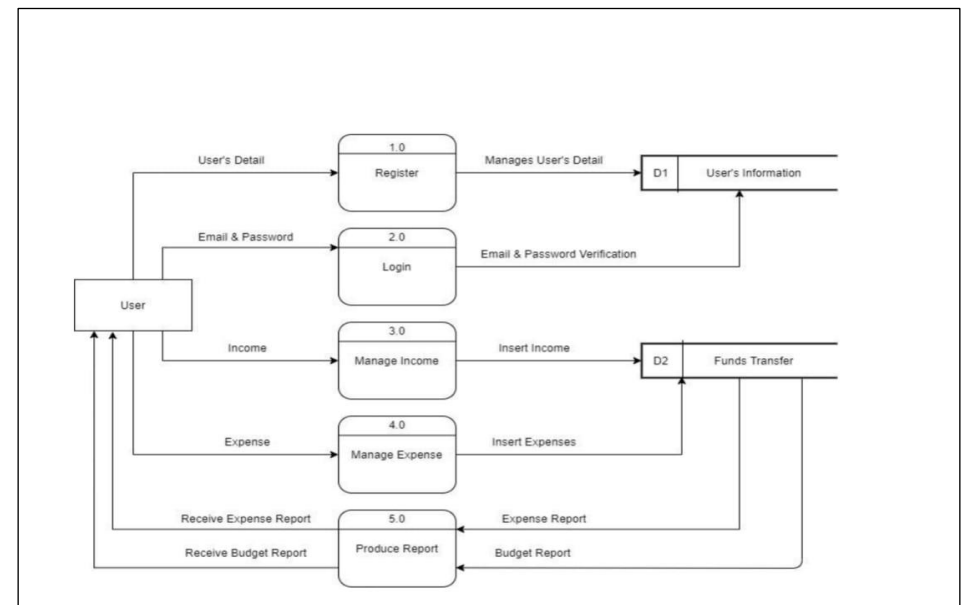 1.0
User's Detail
Manages User's Detail
Register
D1
User's Information
Email & Password
2.0
Email & Password Verification
Login
User
3.0
Income
Insert Income
Manage Income
D2
Funds Transfer
4.0
Expense
Insert Expenses
Manage Expense
Receive Expense Report
5.0
Expense Report
Receive Budget Report
Produce Report
Budget Report